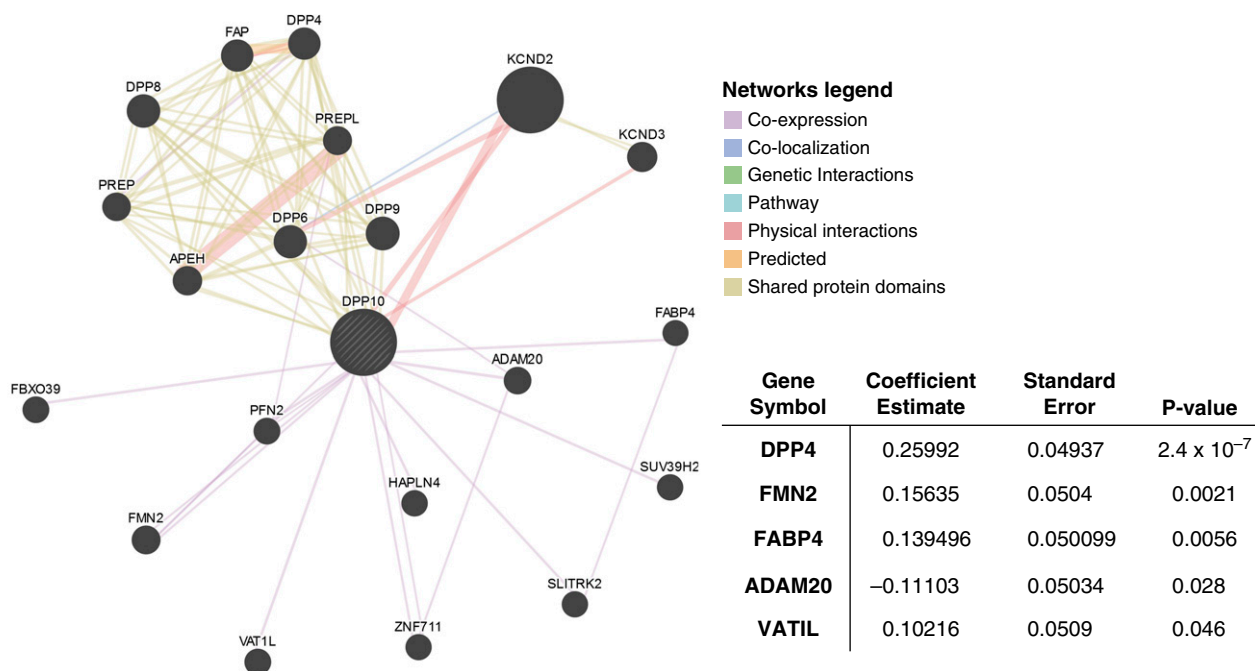 FAP
DPP4
DPP8
PREPL
PREP
DPP6
DPP9
APEH
DPP10
KCND2
KCND3
FABP4
ADAM20
FBXO39
PFN2
HAPLN4
SUV39H2
FMN2
SLITRK2
ZNF711
VAT1L
Networks legend
Co-expression
Co-localization
Genetic Interactions
Pathway
Physical interactions
Predicted
Shared protein domains
Gene Symbol Coefficient Estimate Standard Error P-value
DPP4 0.25992 0.04937 2.4 x 10⁻⁷
FMN2 0.15635 0.0504 0.0021
FABP4 0.139496 0.050099 0.0056
ADAM20 –0.11103 0.05034 0.028
VATIL 0.10216 0.0509 0.046